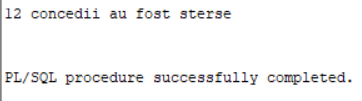 12 concedii au fost sterse
PL/SQL procedure successfully completed.